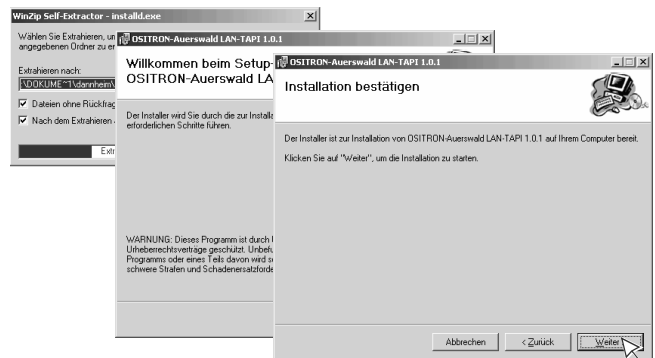 WinZip Self-Extractor - installd.exe
Wählen Sie Extrahieren, un
angegebenen Ordner zu er
Extrahieren nach:
\DOKUME~1\dannheim\
Dateien ohne Rückfrag
Nach dem Extrahieren
Extr
OSITRON-Auerswald LAN-TAPI 1.0.1
Willkommen beim Setup-
OSITRON-Auerswald LA
Der Installer wird Sie durch die zur Installa
erforderlichen Schritte führen.
WARNUNG: Dieses Programm ist durch
Urheberrechtsverträge geschützt. Unbefu
Programms oder eines Teils davon wird s
schwere Strafen und Schadenersatzforde
OSITRON-Auerswald LAN-TAPI 1.0.1
Installation bestätigen
Der Installer ist zur Installation von OSITRON-Auerswald LAN-TAPI 1.0.1 auf Ihrem Computer bereit.
Klicken Sie auf "Weiter", um die Installation zu starten.
Abbrechen
< Zurück
Weiter